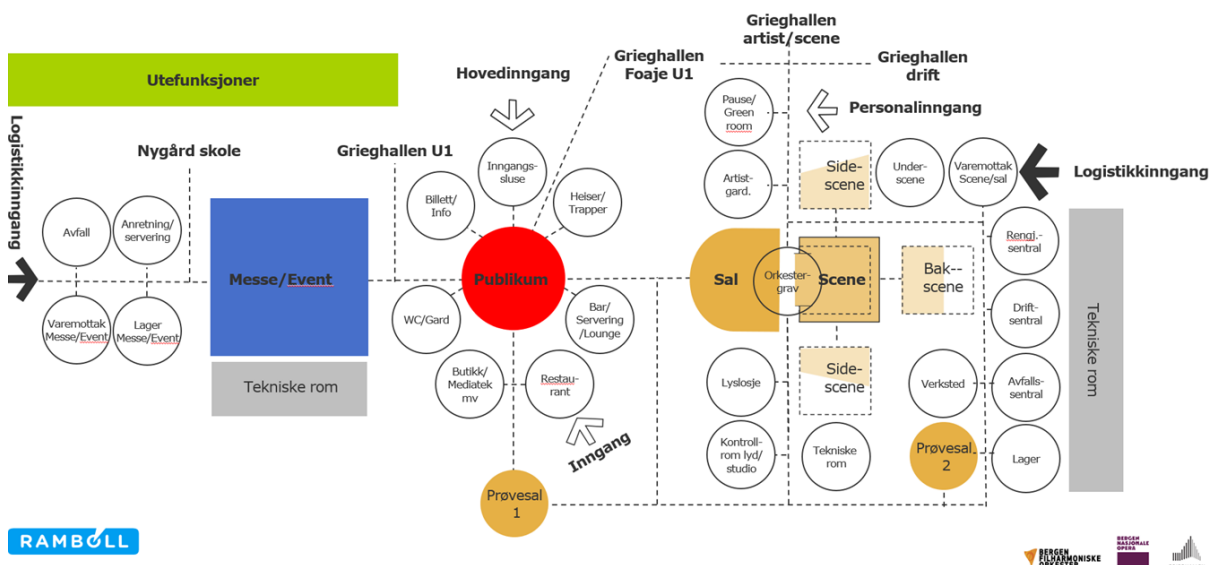 Grieghallen
artist/scene
Utefunksjoner
Hovedinngang
Grieghallen
Foaje U1
Grieghallen
drift
Logistikkinngang
Nygård skole
Grieghallen U1
Personalinngang
Pause/
Green
room
Inngangs-
sluse
Side-
scene
Under-
scene
Varemottak
Scene/sal
Logistikkinngang
Billett/
Info
Heiser/
Trapper
Artist-
gard.
Avfall
Anretning/
servering
Rengj.-
sentral
Messe/Event
Publikum
Sal
Orkester-
grav
Scene
Bak--
scene
Varemottak
Messe/Event
Lager
Messe/Event
WC/Gard
Bar/
Servering
/Lounge
Drift-
sentral
Tekniske rom
Tekniske rom
Butikk/
Mediatek
mv
Restau-
rant
Lyslosje
Side-
scene
Verksted
Avfalls-
sentral
Inngang
Kontroll-
rom lyd/
studio
Tekniske
rom
Prøvesal
2
Lager
Prøvesal
1
RAMBOLL
BERGEN
FILHARMONISKE
ORKESTER
BERGEN
NASJONALE
OPERA